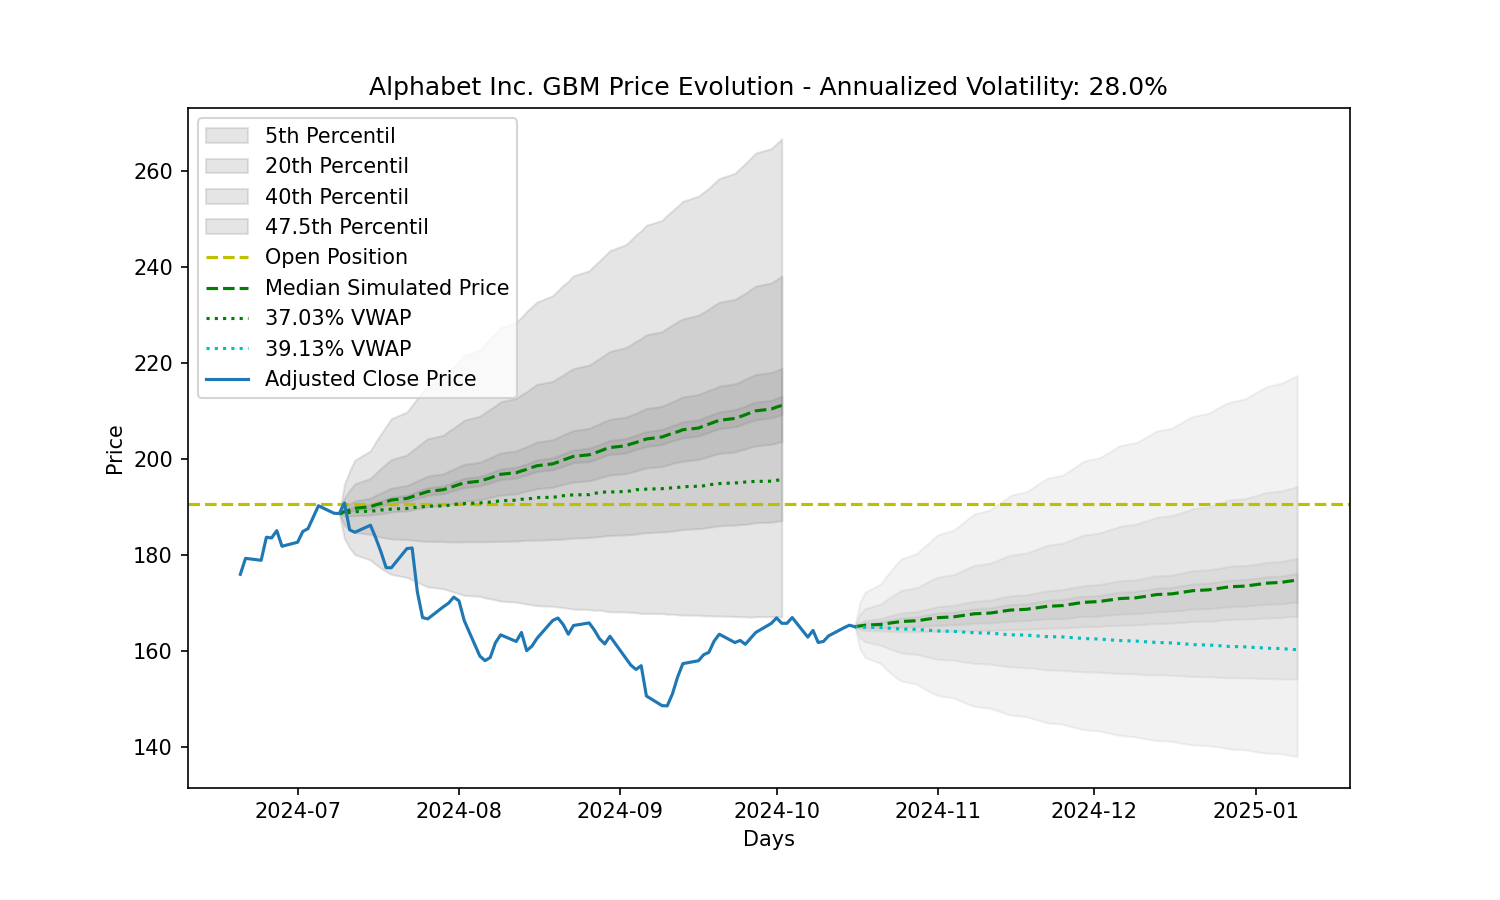 Alphabet Inc. GBM Price Evolution - Annualized Volatility: 28.0%
5th Percentil
20th Percentil
40th Percentil
47.5th Percentil
Open Position
Median Simulated Price
37.03% VWAP
39.13% VWAP
Adjusted Close Price
Price
260
240
220
200
180
160
140
2024-07
2024-08
2024-09
2024-10
2024-11
2024-12
2025-01
Days